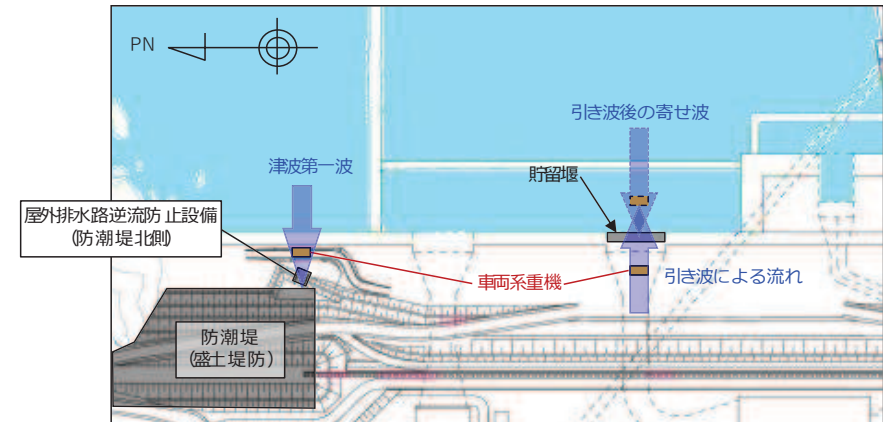 PN
引き波後の寄せ波
津波第一波
貯留堰
屋外排水路逆流防止設備
(防潮堤北側)
車両系重機
引き波による流れ
防潮堤
(盛土堤防)